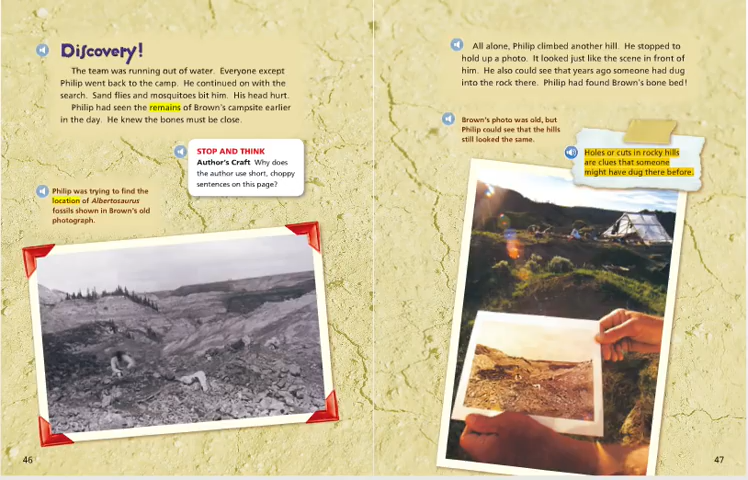 Discovery!
The team was running out of water. Everyone except
Philip went back to the camp. He continued on with the
search. Sand flies and mosquitoes bit him. His head hurt.
Philip had seen the remains of Brown's campsite earlier
in the day. He knew the bones must be close.
STOP AND THINK
Author's Craft Why does
the author use short, choppy
sentences on this page?
Philip was trying to find the
location of Albertosaurus
fossils shown in Brown's old
photograph.
46
All alone, Philip climbed another hill. He stopped to
hold up a photo. It looked just like the scene in front of
him. He also could see that years ago someone had dug
into the rock there. Philip had found Brown's bone bed!
Brown's photo was old, but
Philip could see that the hills
still looked the same.
Holes or cuts in rocky hills
are clues that someone
might have dug there before.
47